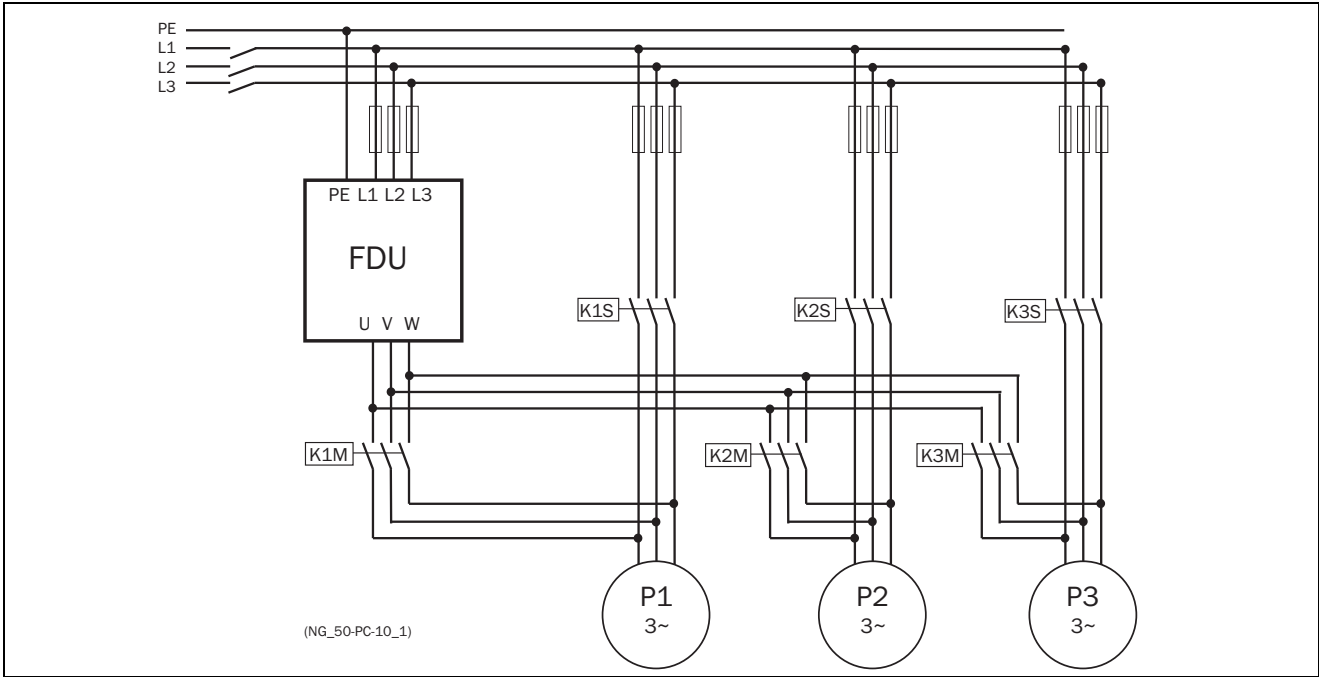 PE
L1
L2
L3
PE L1 L2 L3
FDU
U V W
K1S
K2S
K3S
K1M
K2M
K3M
P1
3~
P2
3~
P3
3~
(NG_50-PC-10_1)